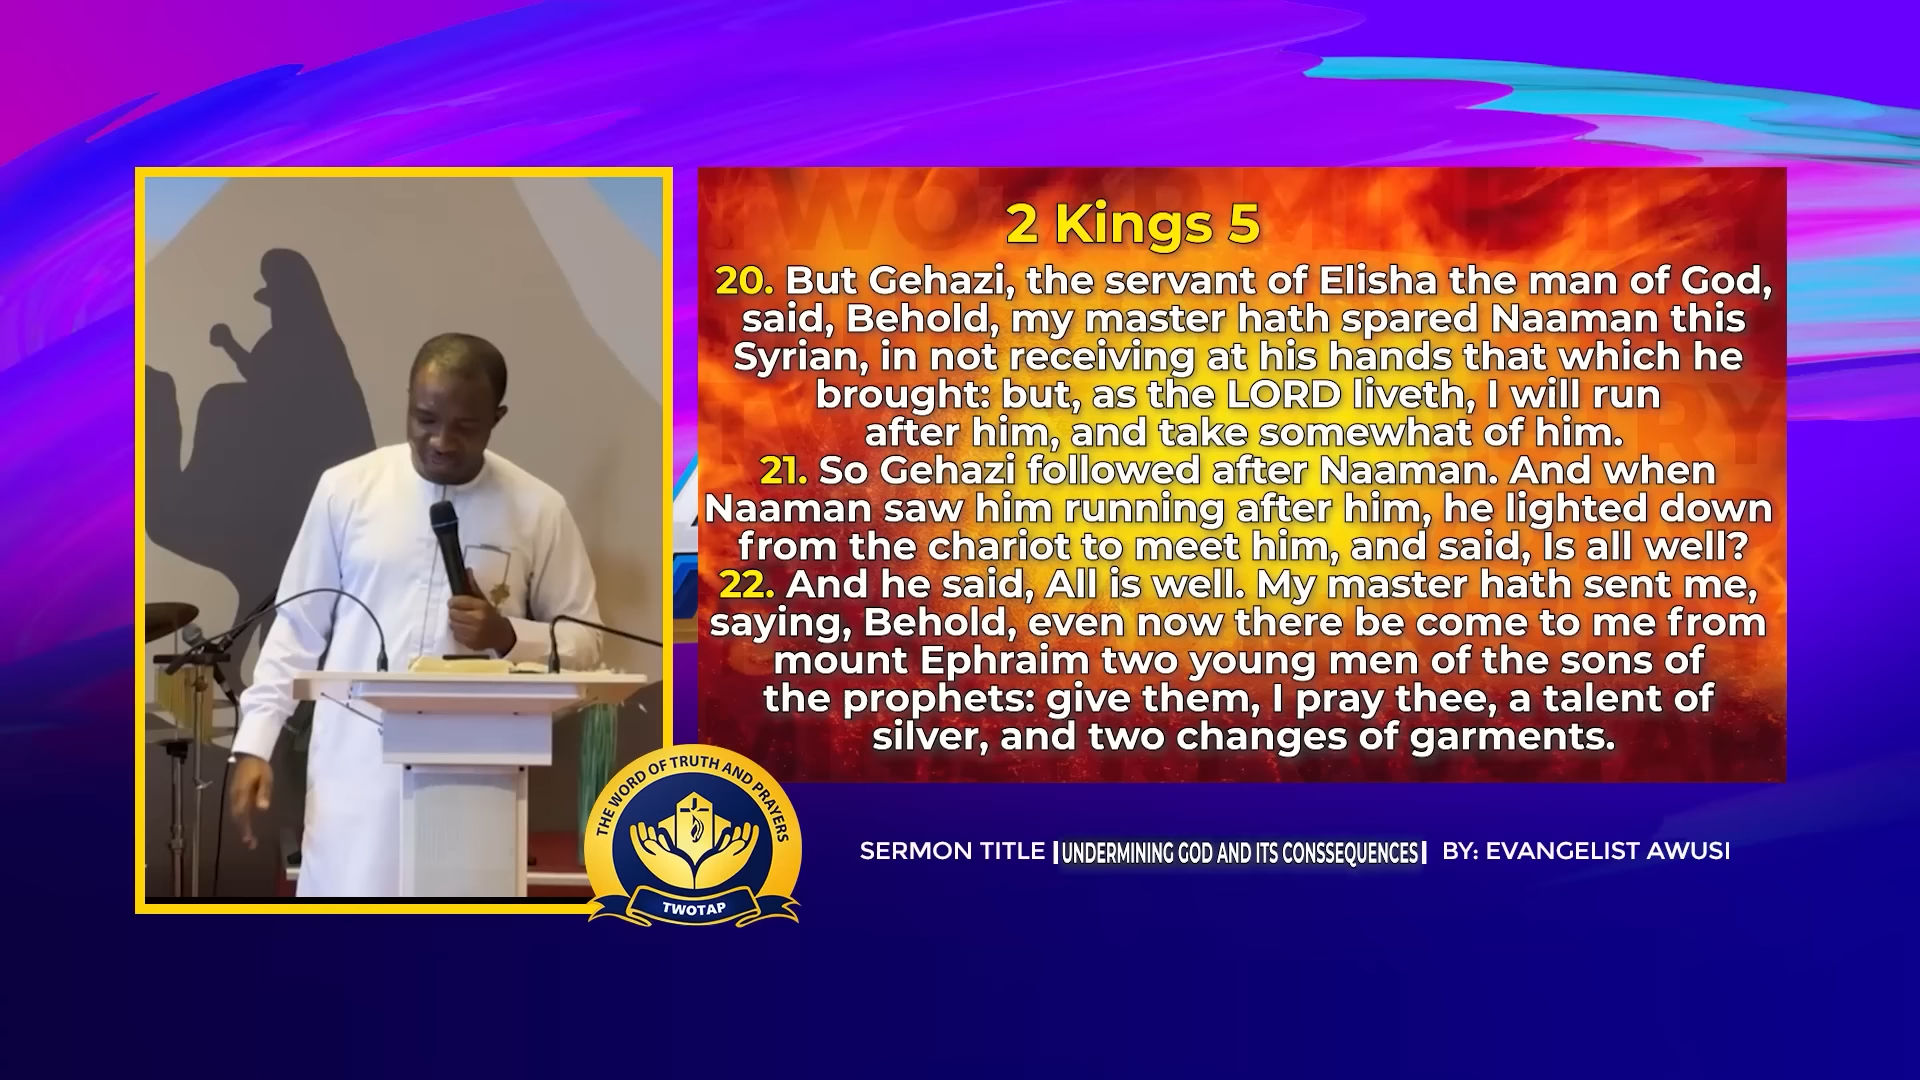 2 Kings 5
20. But Gehazi, the servant of Elisha the man of God,
said, Behold, my master hath spared Naaman this
Syrian, in not receiving at his hands that which he
brought: but, as the LORD liveth, I will run
after him, and take somewhat of him.
21. So Gehazi followed after Naaman. And when
Naaman saw him running after him, he lighted down
from the chariot to meet him, and said, Is all well?
22. And he said, All is well. My master hath sent me,
saying, Behold, even now there be come to me from
mount Ephraim two young men of the sons of
the prophets: give them, I pray thee, a talent of
silver, and two changes of garments.
THE WORD OF TRUTH AND PRAYERS
TWOTAP
SERMON TITLE |UNDERMINING GOD AND ITS CONSSEQUENCES| BY: EVANGELIST AWUSI